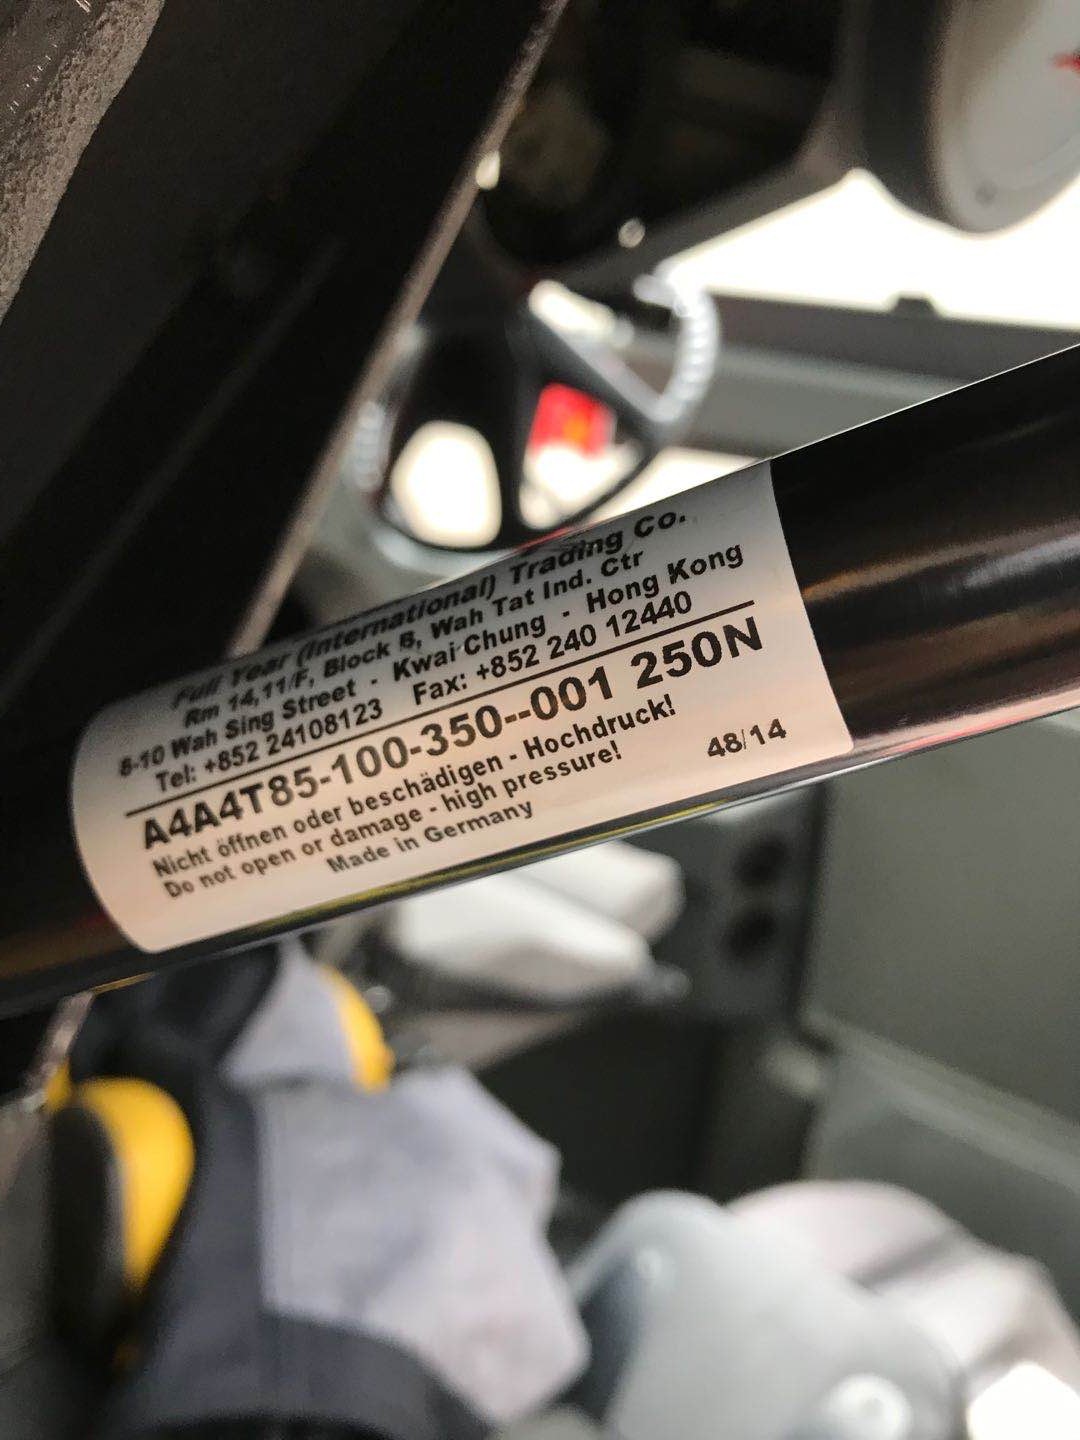 Full Year (International) Trading Co.
Rm 14,11/F, Block B, Wah Tat Ind. Ctr
8-10 Wah Sing Street - Kwai Chung - Hong Kong
Tel: +852 24108123 Fax: +852 240 12440
A4A4T85-100-350--001 250N
Nicht öffnen oder beschädigen - Hochdruck!
Do not open or damage - high pressure! 48/14
Made in Germany